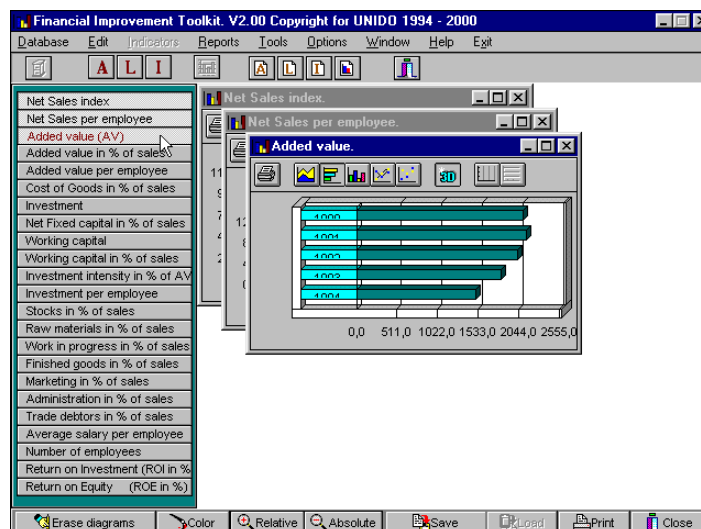 Financial Improvement Toolkit. V2.00 Copyright for UNIDO 1994 - 2000
Database Edit Indicators Reports Tools Options Window Help Exit
A L I A L I
Net Sales index
Net Sales per employee
Added value (AV)
Added value in % of sales
Added value per employee
Cost of Goods in % of sales
Investment
Net Fixed capital in % of sales
Working capital
Working capital in % of sales
Investment intensity in % of AV
Investment per employee
Stocks in % of sales
Raw materials in % of sales
Work in progress in % of sales
Finished goods in % of sales
Marketing in % of sales
Administration in % of sales
Trade debtors in % of sales
Average salary per employee
Number of employees
Return on Investment (ROI in %
Return on Equity (ROE in %)
Net Sales index.
Net Sales per employee.
Added value.
3D
1990
1991
1992
1993
1994
0,0 511,0 1022,0 1533,0 2044,0 2555,0
Erase diagrams Color Relative Absolute Save Load Print Close